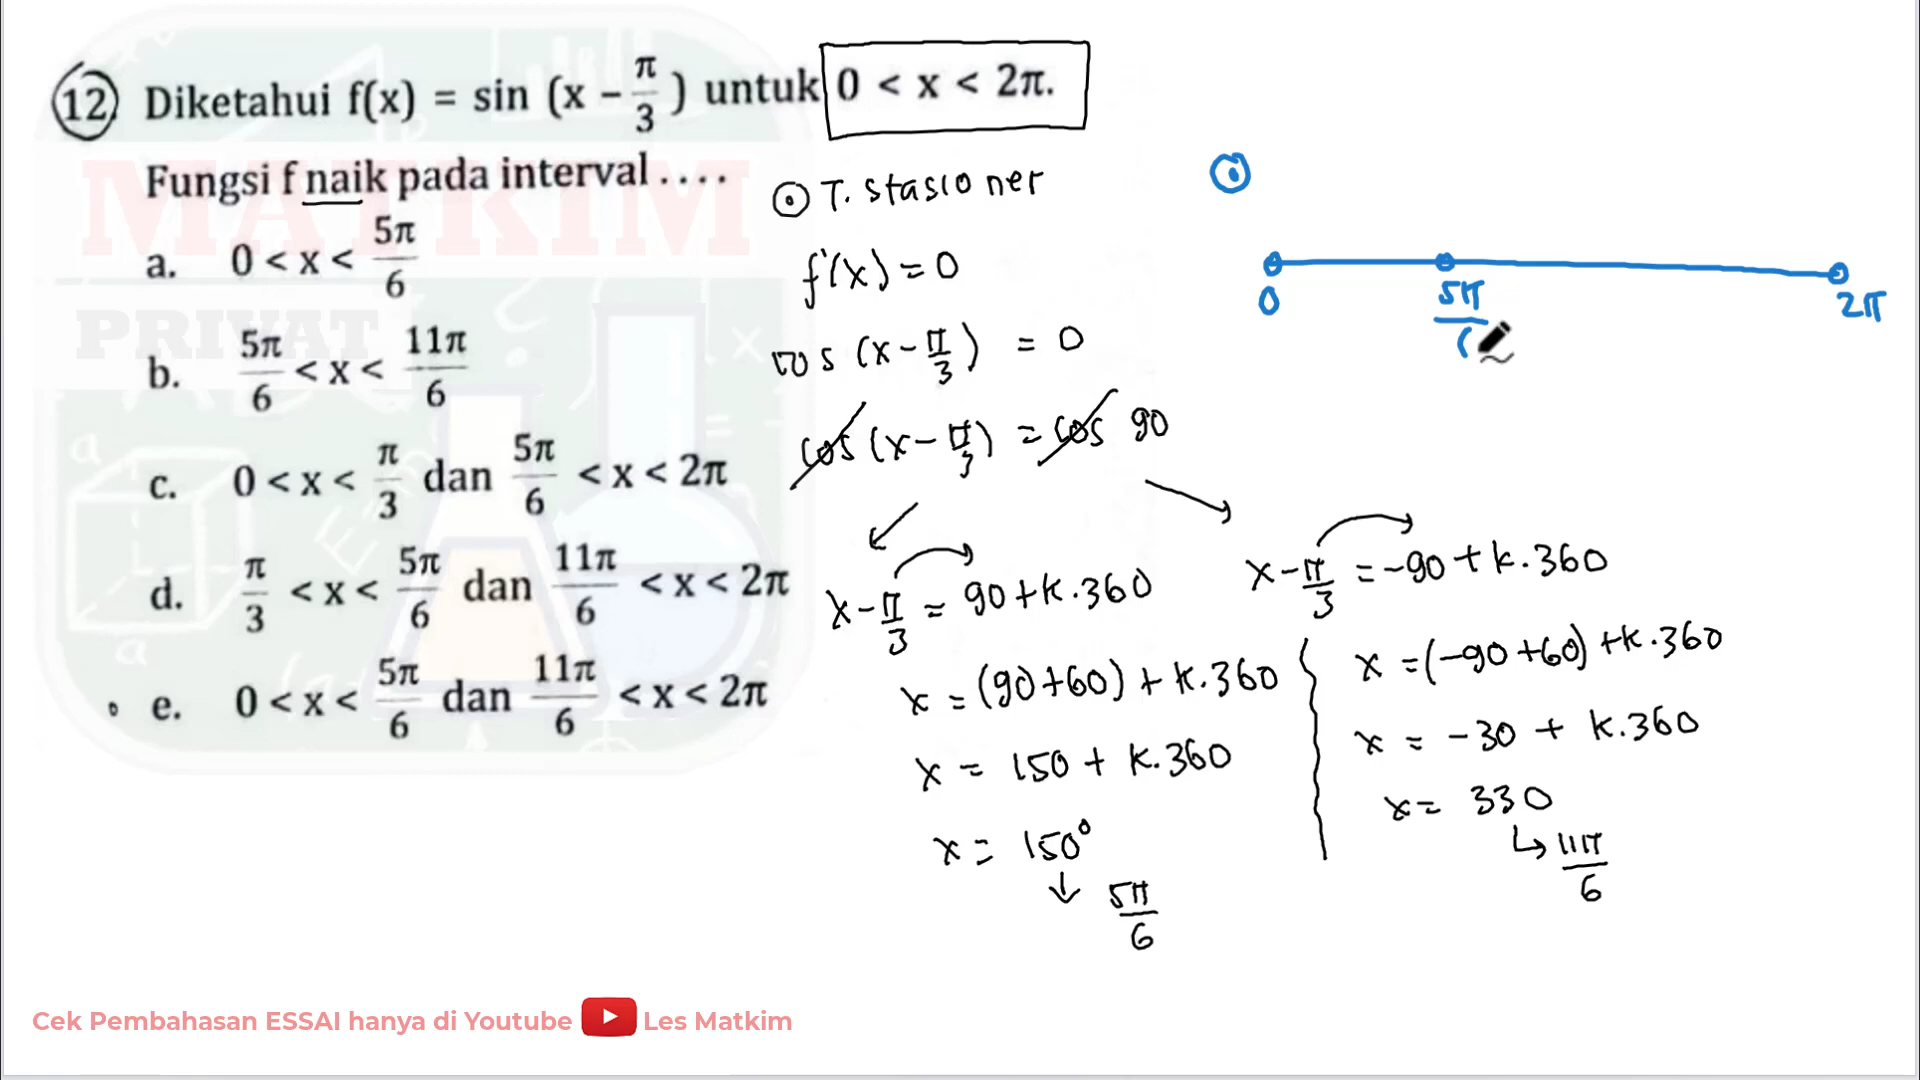 12. Diketahui f(x) = sin (x − π/3) untuk 0 < x < 2π.
Fungsi f naik pada interval . . . .
a. 0 < x < 5π/6
b. 5π/6 < x < 11π/6
c. 0 < x < π/3 dan 5π/6 < x < 2π
d. π/3 < x < 5π/6 dan 11π/6 < x < 2π
e. 0 < x < 5π/6 dan 11π/6 < x < 2π
MATKIM
PRIVAT
T. stasioner
f'(x) = 0
cos (x − π/3) = 0
cos (x − π/3) = cos 90
x − π/3 = 90 + k.360
x = (90+60) + k.360
x = 150 + k.360
x = 150°
5π/6
x − π/3 = −90 + k.360
x = (−90+60) + k.360
x = −30 + k.360
x = 330
11π/6
0
5π
2π
a
a
x
Cek Pembahasan ESSAI hanya di Youtube Les Matkim